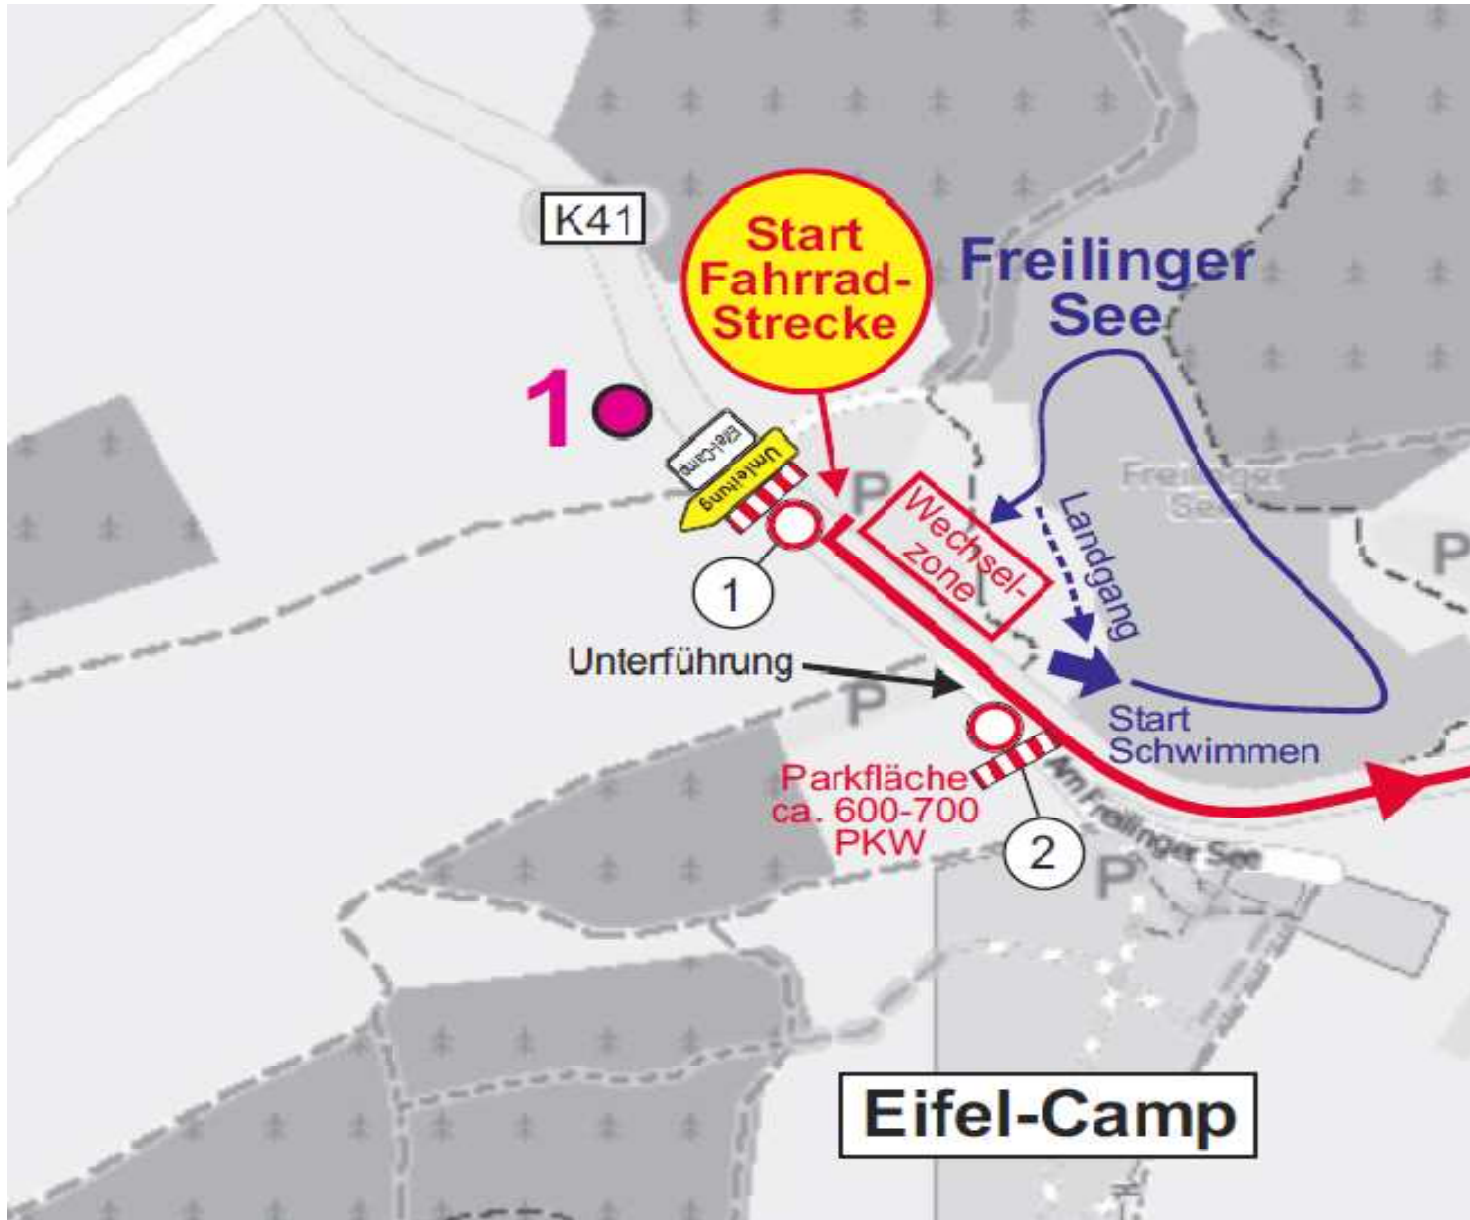 K41
Start
Fahrrad-
Strecke
Freilinger
See
1
Eifel-Camp
Umleitung
P
Wechsel-
zone
Freilinger
See
Landgang
P
1
Unterführung
P
Start
Schwimmen
Parkfläche
ca. 600-700
PKW
Am Freilinger See
2
P
Eifel-Camp